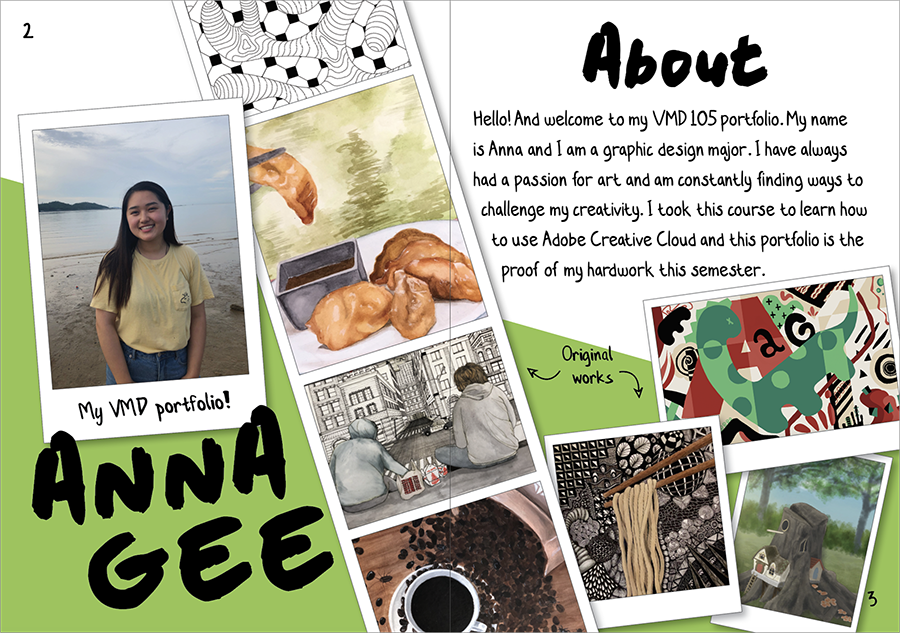 2
My VMD portfolio!
ANNA
GEE
About
Hello! And welcome to my VMD 105 portfolio. My name
is Anna and I am a graphic design major. I have always
had a passion for art and am constantly finding ways to
challenge my creativity. I took this course to learn how
to use Adobe Creative Cloud and this portfolio is the
proof of my hardwork this semester.
Original
works
3